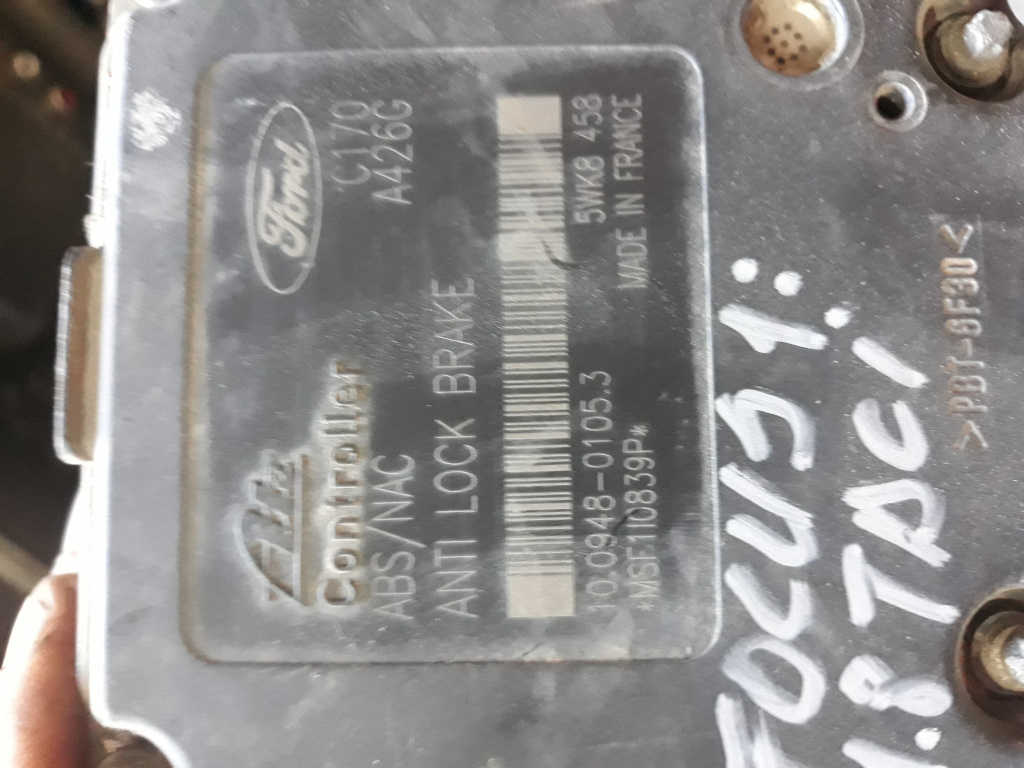 Ford
C170
A426G
Ate
Controller
ABS/NAC
ANTI LOCK BRAKE
10.0948-0105.3
5WK8 458
*MSF110839P*
MADE IN FRANCE
FOCUS 1:
1.8 TDCI
>PBT-GF30<